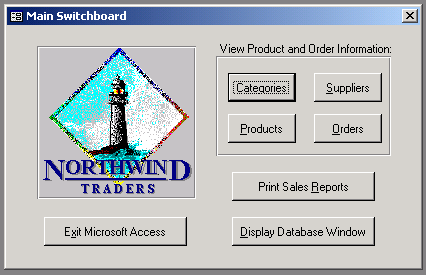 Main Switchboard
View Product and Order Information:
Categories
Suppliers
Products
Orders
NORTHWIND
TRADERS
Print Sales Reports
Exit Microsoft Access
Display Database Window